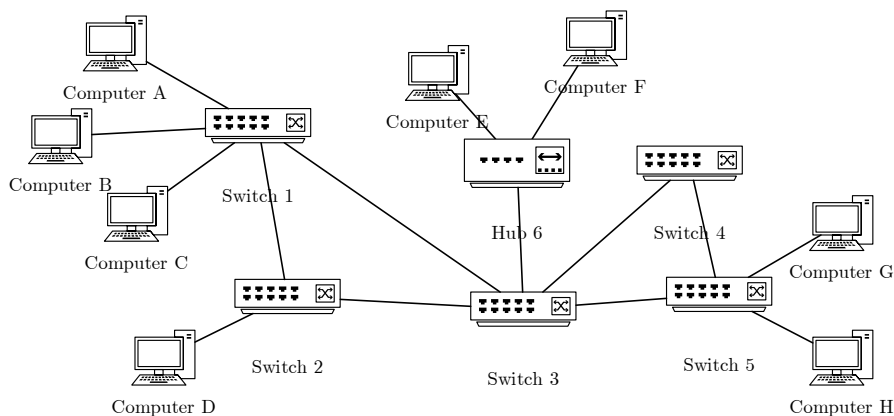 Computer A
Computer F
Computer E
Computer B
Switch 1
Hub 6
Switch 4
Computer C
Computer G
Switch 2
Switch 3
Switch 5
Computer D
Computer H